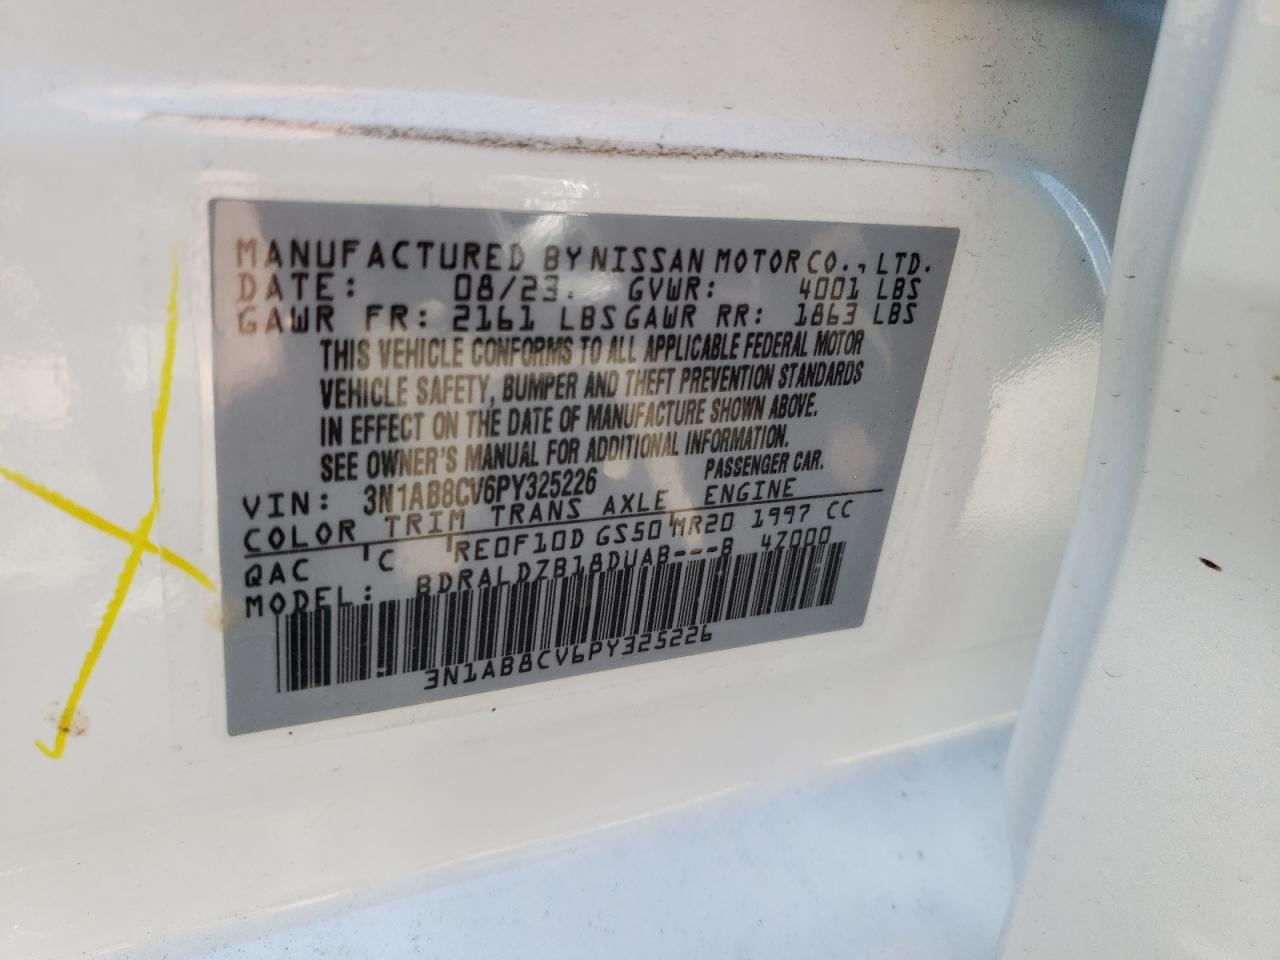 MANUFACTURED BY NISSAN MOTOR CO., LTD.
DATE: 08/23. GVWR: 4001 LBS
GAWR FR: 2161 LBS GAWR RR: 1863 LBS
THIS VEHICLE CONFORMS TO ALL APPLICABLE FEDERAL MOTOR
VEHICLE SAFETY, BUMPER AND THEFT PREVENTION STANDARDS
IN EFFECT ON THE DATE OF MANUFACTURE SHOWN ABOVE.
SEE OWNER'S MANUAL FOR ADDITIONAL INFORMATION.
VIN: 3N1AB8CV6PY325226 PASSENGER CAR.
COLOR TRIM TRANS AXLE ENGINE
QAC C RE0F10D GS50 MR20 1997 CC
MODEL: BDRALDZB18DUAB---B 4Z000
3N1AB8CV6PY325226